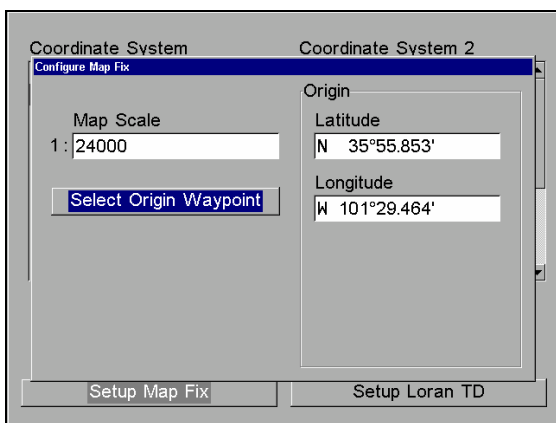 Coordinate System
Coordinate System 2
Configure Map Fix
Map Scale
1 : 24000
Select Origin Waypoint
Origin
Latitude
N 35°55.853'
Longitude
W 101°29.464'
Setup Map Fix
Setup Loran TD